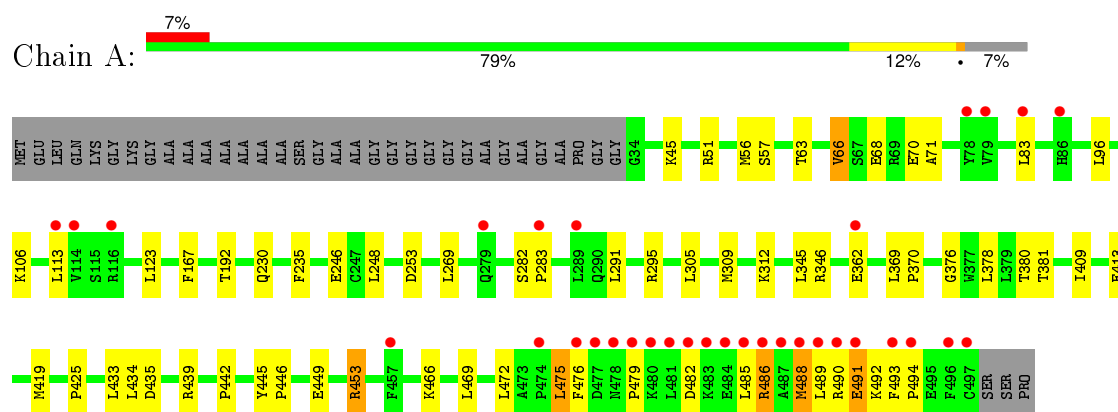 7%
Chain A:
79% 12% • 7%
MET GLU LEU GLN LYS GLY LYS GLY ALA ALA ALA ALA ALA ALA ALA SER GLY ALA ALA GLY GLY GLY GLY GLY GLY ALA GLY ALA GLY ALA PRO GLY GLY G34 K45 R51 M56 S57 T63 V66 S67 E68 R69 E70 A71 Y78 V79 L83 H86 L96
K106 L113 V114 S115 R116 L123 F167 T192 Q230 F235 E246 C247 L248 D253 L269 Q279 S282 P283 L289 Q290 L291 R295 L305 M309 K312 L345 R346 E362 L369 P370 G376 W377 L378 L379 T380 T381 I409
M419 P425 L433 L434 D435 R439 P442 Y445 P446 E449 R453 F457 K466 L469 L472 A473 P474 L475 F476 D477 N478 P479 K480 L481 D482 K483 E484 L485 R486 A487 M488 L489 R490 E491 K492 F493 P494 E495 F496 C497 SER SER PRO